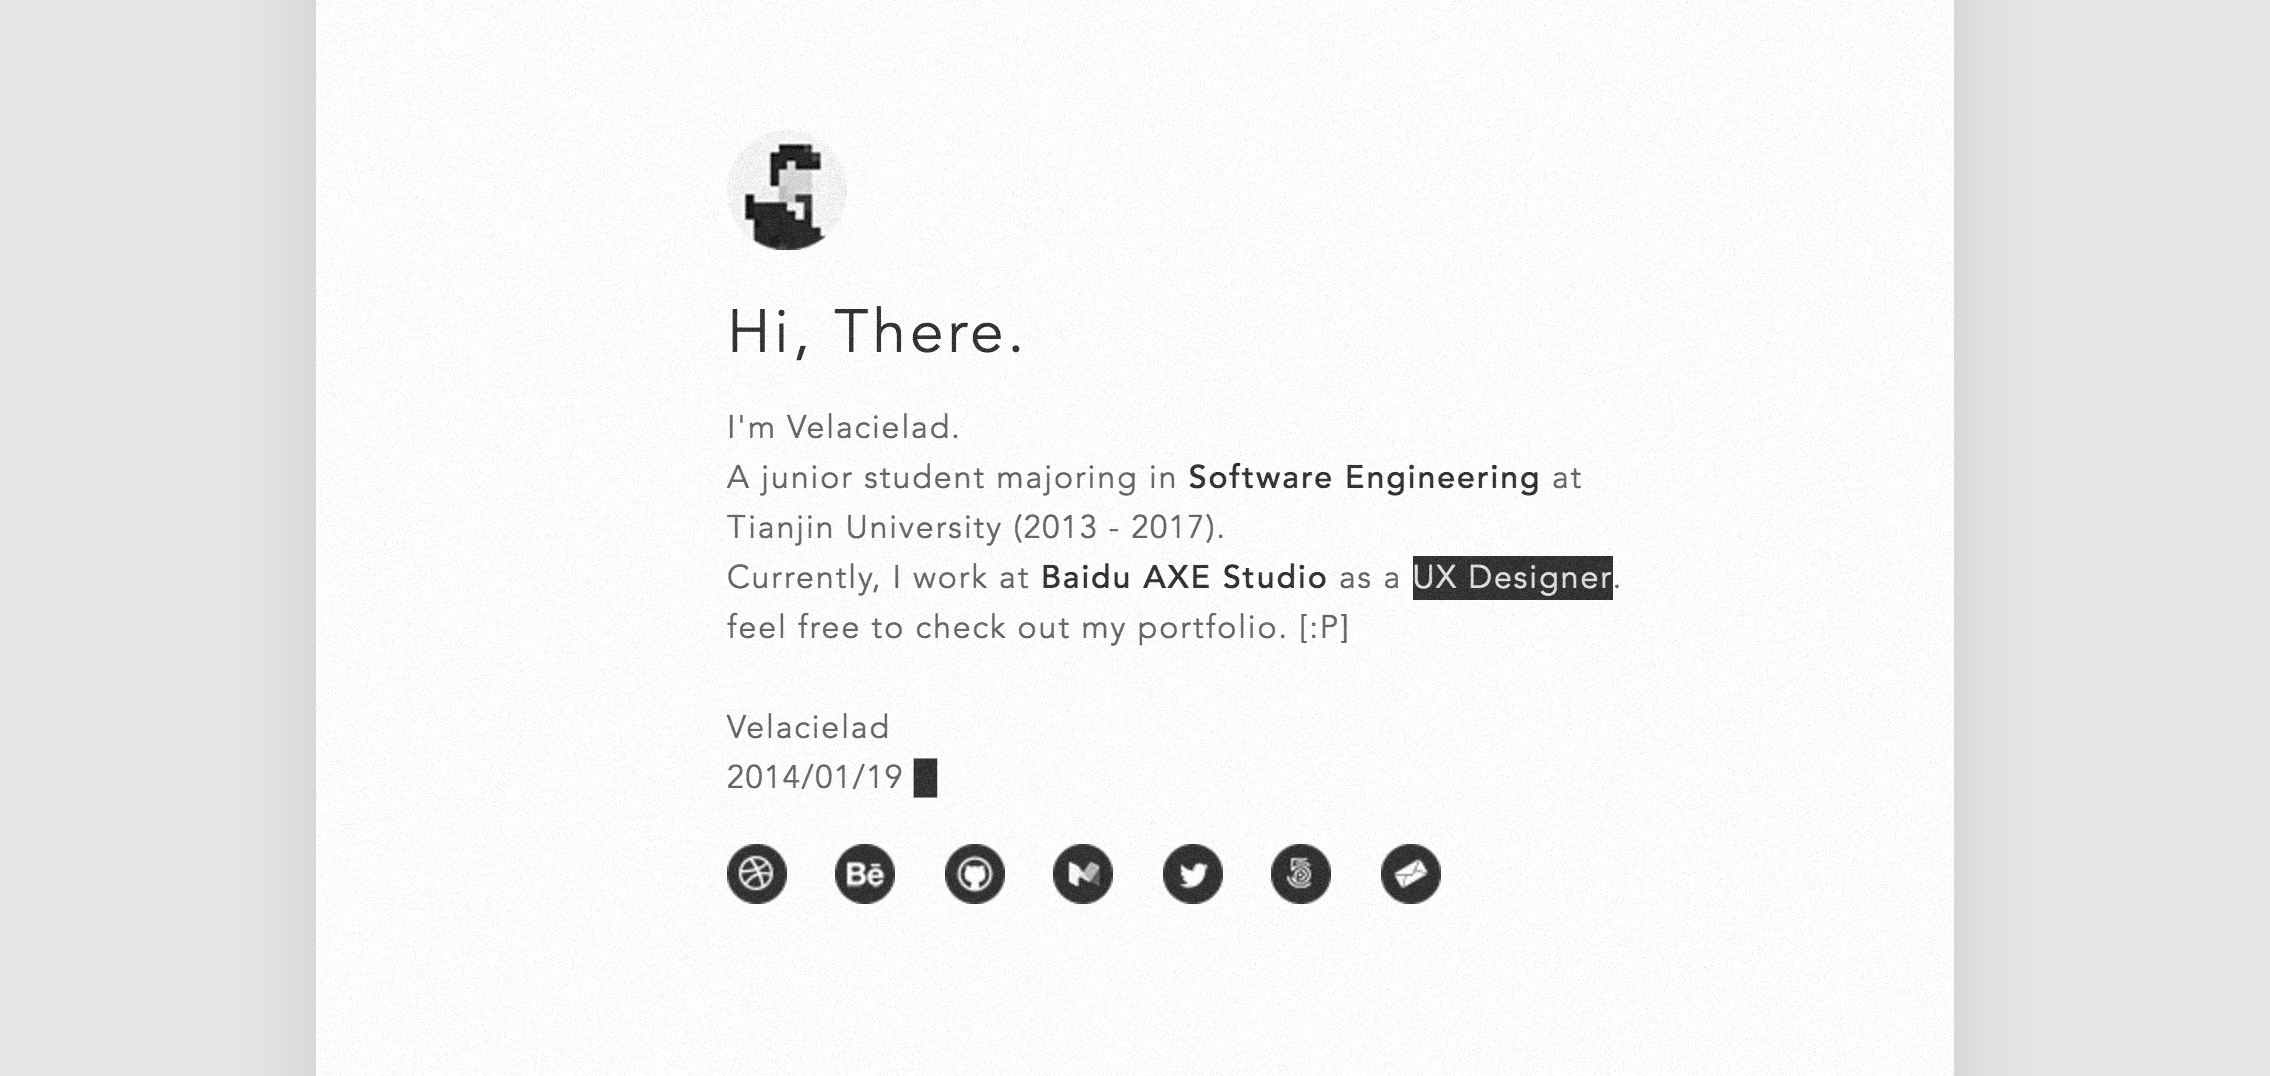 Hi, There.
I'm Velacielad.
A junior student majoring in Software Engineering at
Tianjin University (2013 - 2017).
Currently, I work at Baidu AXE Studio as a UX Designer.
feel free to check out my portfolio. [:P]
Velacielad
2014/01/19
Bē